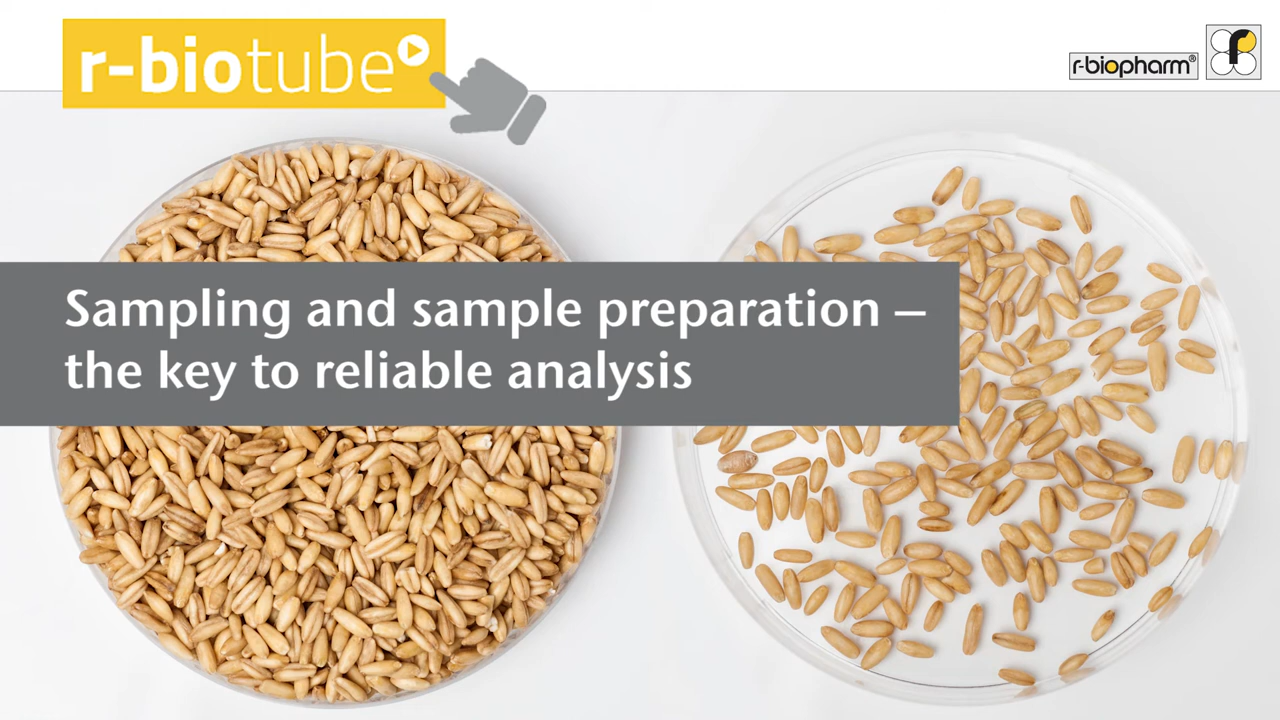 r-biotube
r-biopharm®
r
Sampling and sample preparation –
the key to reliable analysis